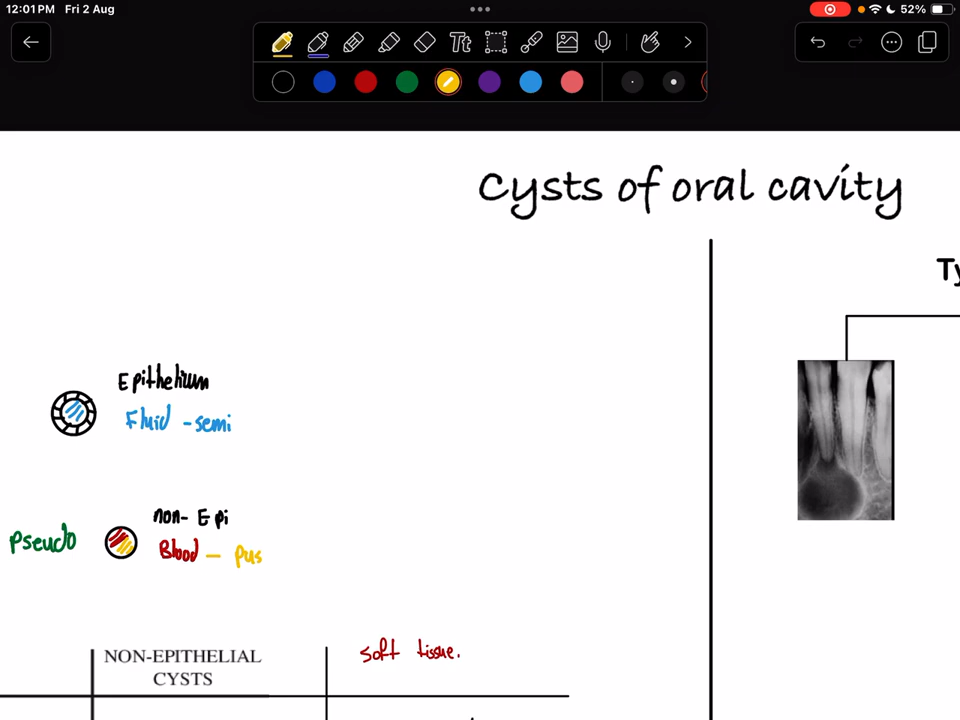 12:01 PM Fri 2 Aug
52%
Tt
Cysts of oral cavity
Ty
Epithelium
Fluid - semi
non- Epi
Pseudo
Blood - pus
NON-EPITHELIAL
CYSTS
soft tissue.